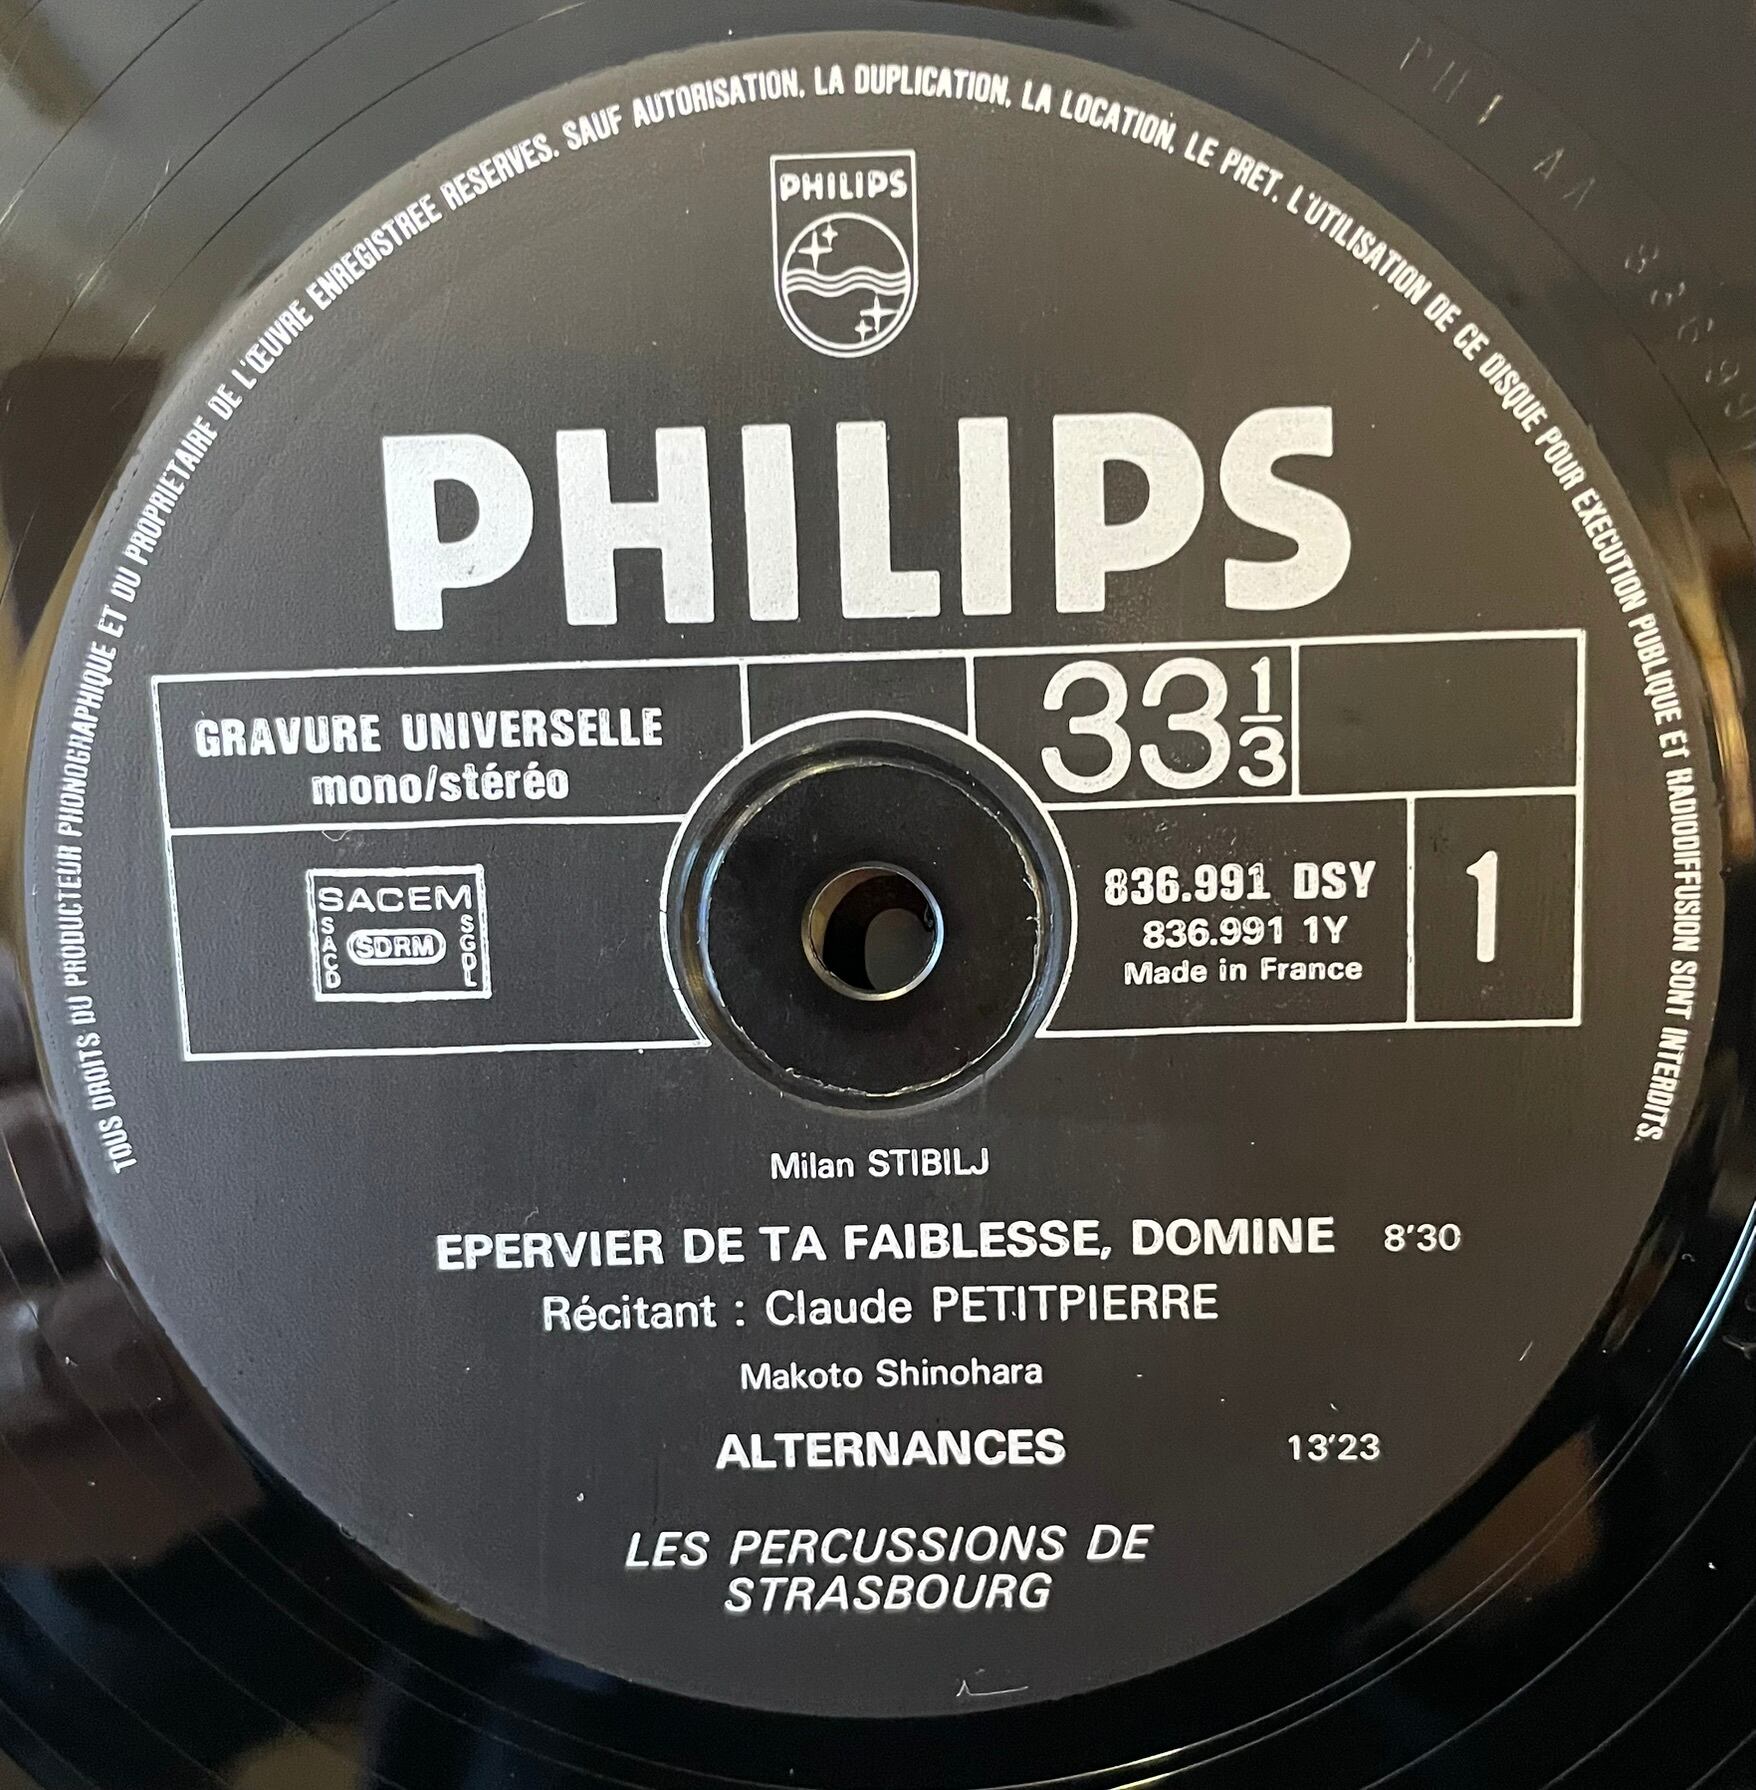 TOUS DROITS DU PRODUCTEUR PHONOGRAPHIQUE ET DU PROPRIETAIRE DE L'ŒUVRE ENREGISTREE RESERVES. SAUF AUTORISATION, LA DUPLICATION, LA LOCATION, LE PRET, L'UTILISATION DE CE DISQUE POUR EXECUTION PUBLIQUE ET RADIODIFFUSION SONT INTERDITS.
PHILIPS
PHILIPS
GRAVURE UNIVERSELLE
mono/stéréo
33 1/3
SACEM
SACD
SDRM
SGDL
836.991 DSY
836.991 1Y
Made in France
1
Milan STIBILJ
EPERVIER DE TA FAIBLESSE, DOMINE 8'30
Récitant : Claude PETITPIERRE
Makoto Shinohara
ALTERNANCES 13'23
LES PERCUSSIONS DE
STRASBOURG